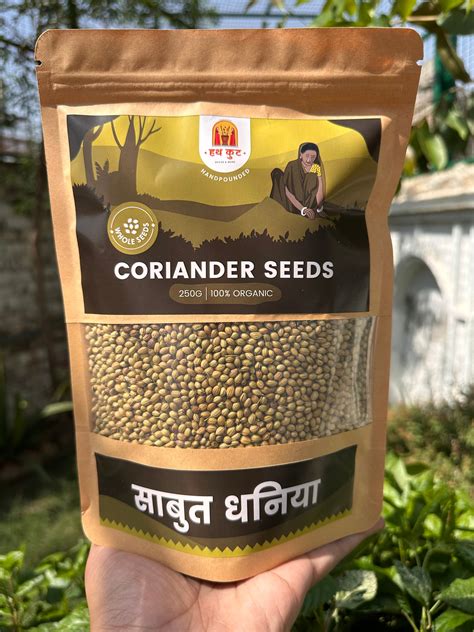 हथ कुट
HANDPOUNDED
WHOLE SEEDS
CORIANDER SEEDS
250G | 100% ORGANIC
साबुत धनिया